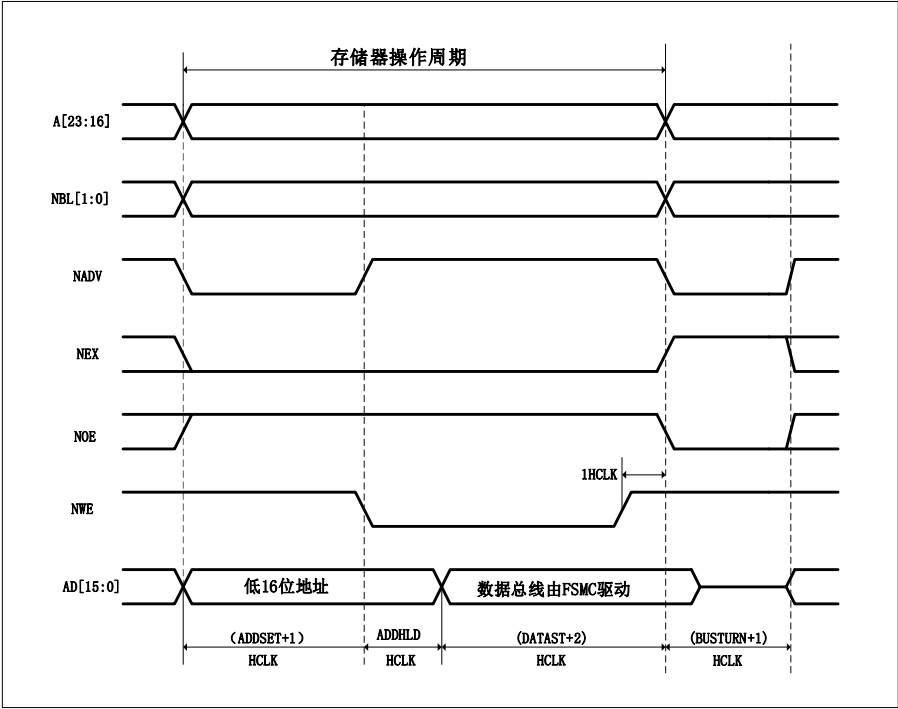 存储器操作周期
A[23:16]
NBL[1:0]
NADV
NEX
NOE
1HCLK
NWE
AD[15:0]
低16位地址
数据总线由FSMC驱动
（ADDSET+1）
HCLK
ADDHLD
HCLK
(DATAST+2)
HCLK
(BUSTURN+1)
HCLK